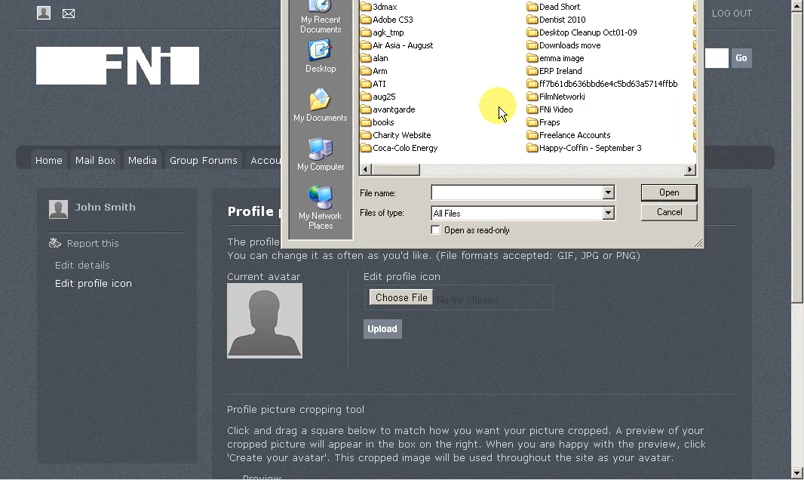 LOG OUT
FNi
Go
Home
Mail Box
Media
Group Forums
Accou
My Recent
Documents
Desktop
My Documents
My Computer
My Network
Places
3dmax
Adobe CS3
agk_tmp
Air Asia - August
alan
Arm
ATI
aug25
avantgarde
books
Charity Website
Coca-Colo Energy
Dead Short
Dentist 2010
Desktop Cleanup Oct01-09
Downloads move
emma image
ERP Ireland
ff7b61db636bbd6e4c5bd63a5714ffbb
FilmNetworki
FNi Video
Fraps
Freelance Accounts
Happy-Coffin - September 3
File name:
Open
Files of type:
All Files
Cancel
Open as read-only
John Smith
Report this
Edit details
Edit profile icon
Profile p
The profile
You can change it as often as you'd like. (File formats accepted: GIF, JPG or PNG)
Current avatar
Edit profile icon
Choose File
No file chosen
Upload
Profile picture cropping tool
Click and drag a square below to match how you want your picture cropped. A preview of your
cropped picture will appear in the box on the right. When you are happy with the preview, click
'Create your avatar'. This cropped image will be used throughout the site as your avatar.
Preview